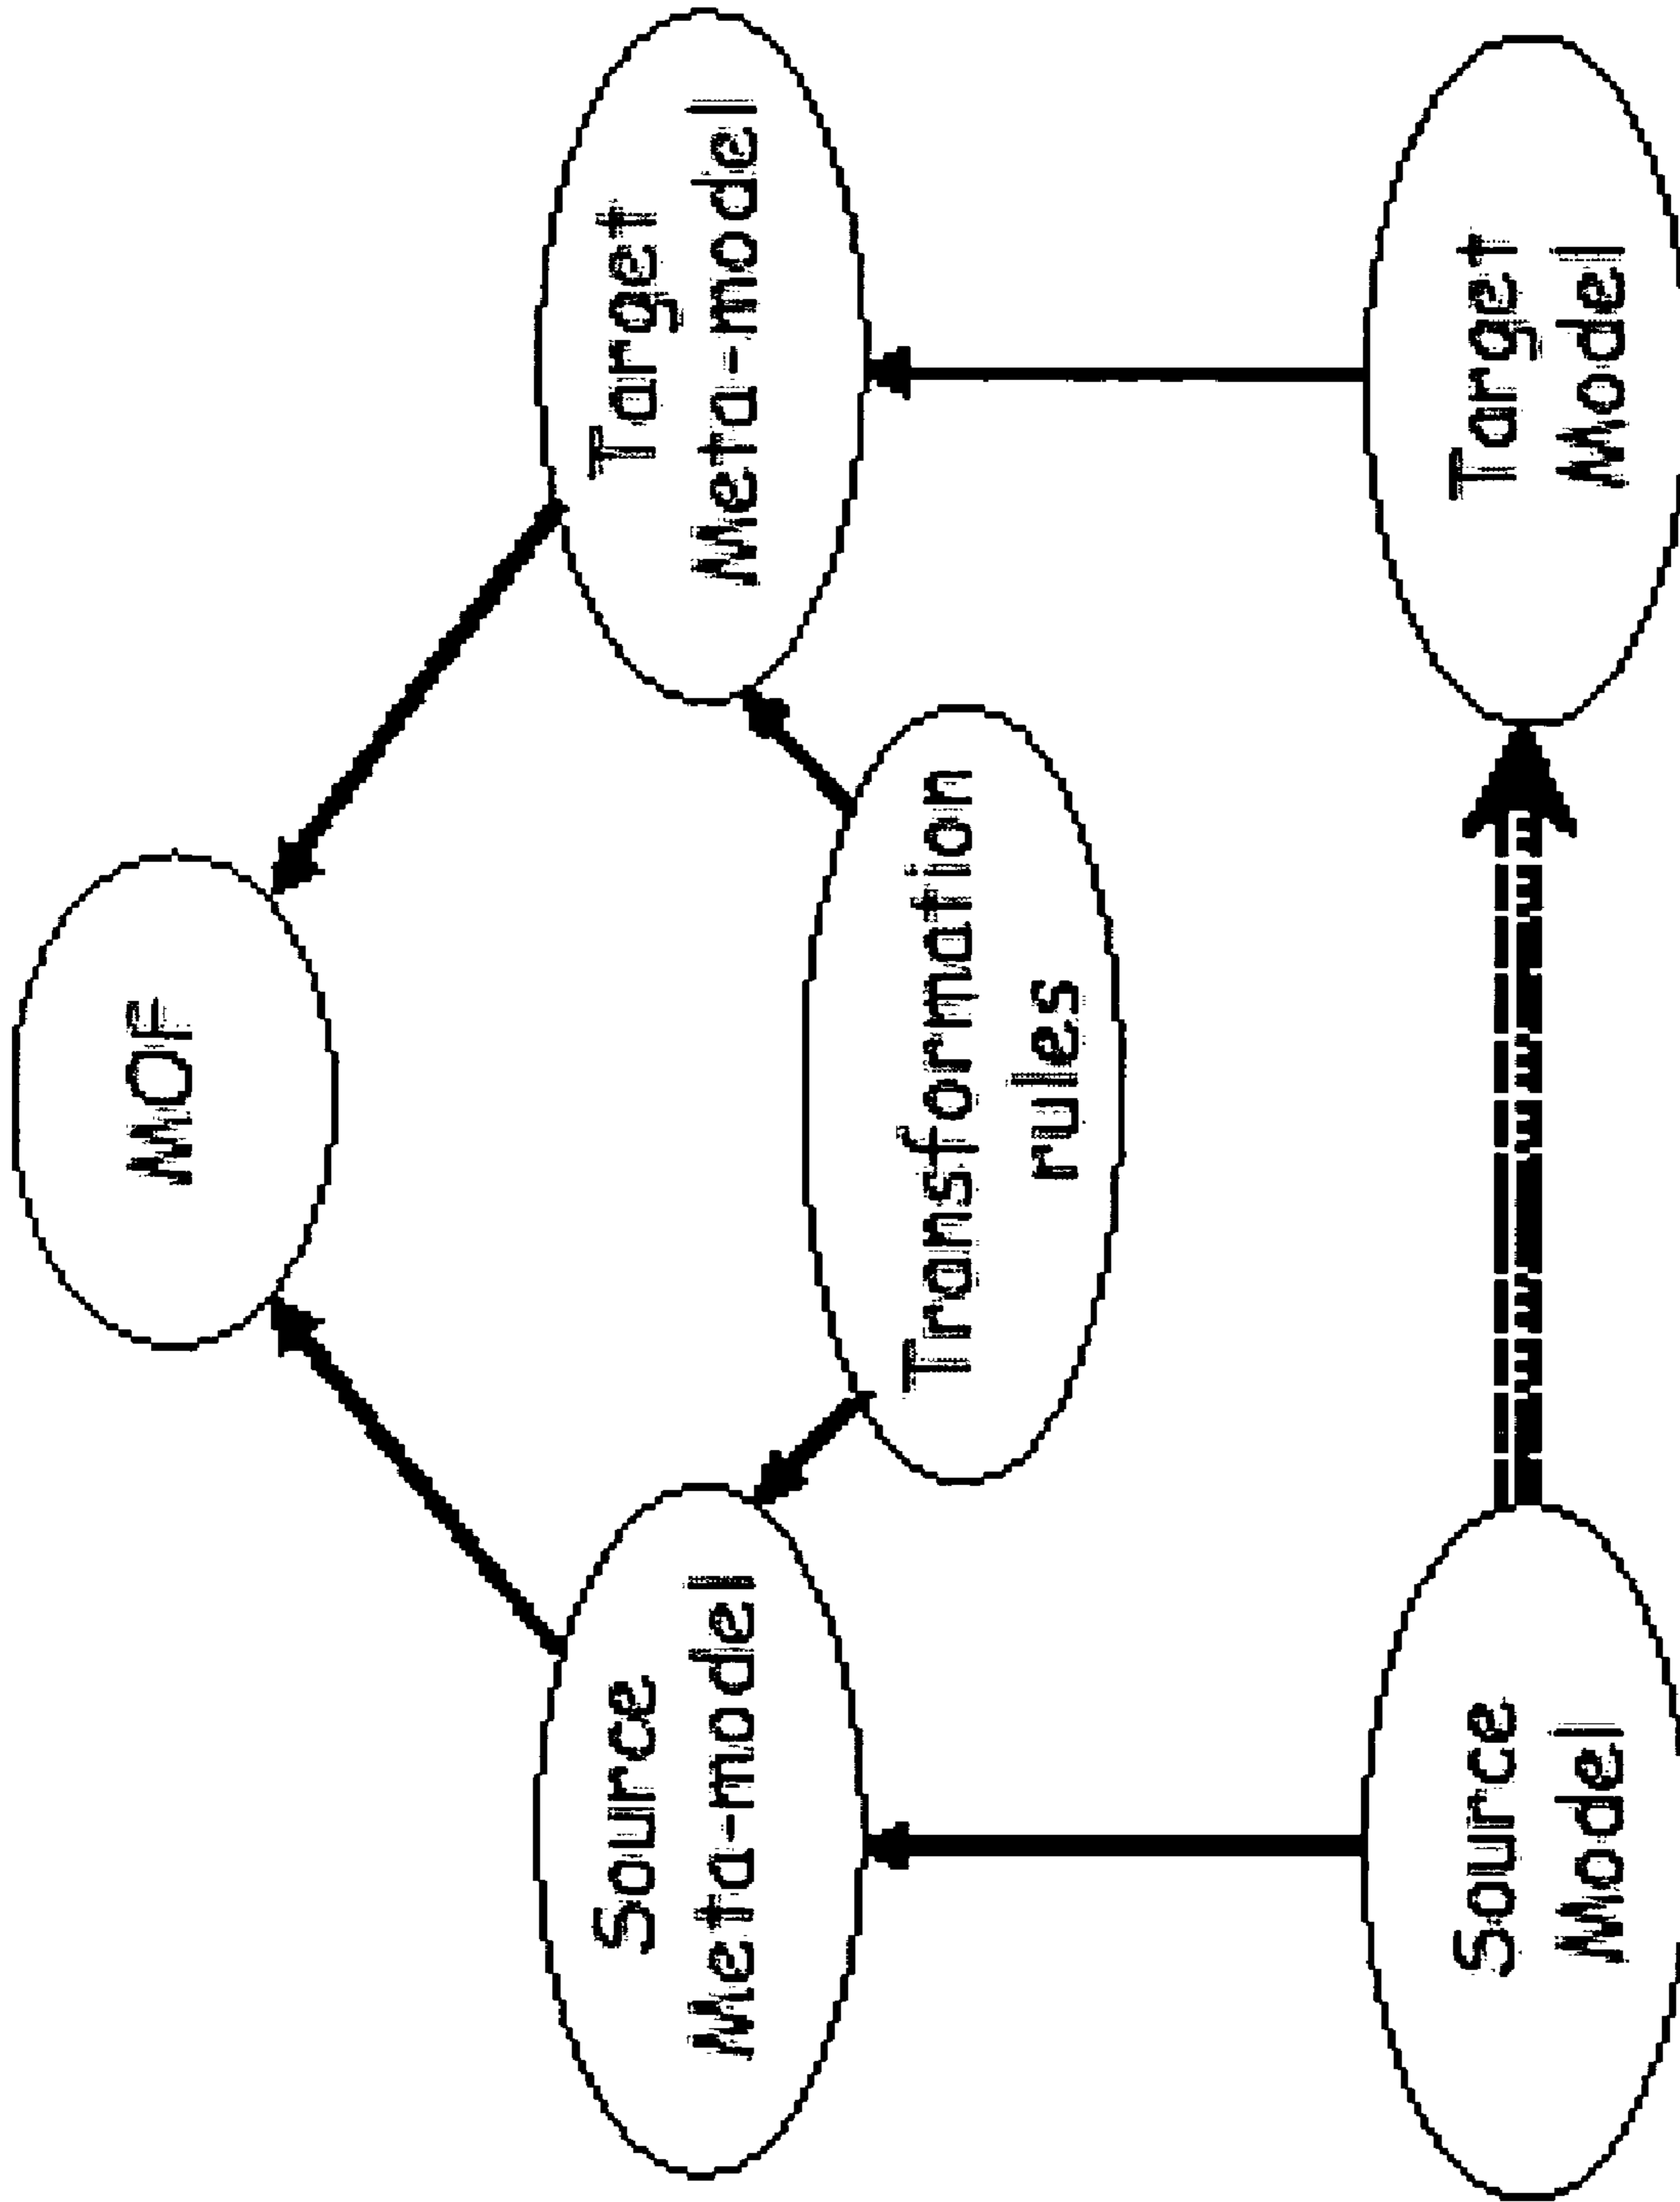 MOF
Source
Meta-model
Target
Meta-model
Transformation
rules
Source
Model
Target
Model